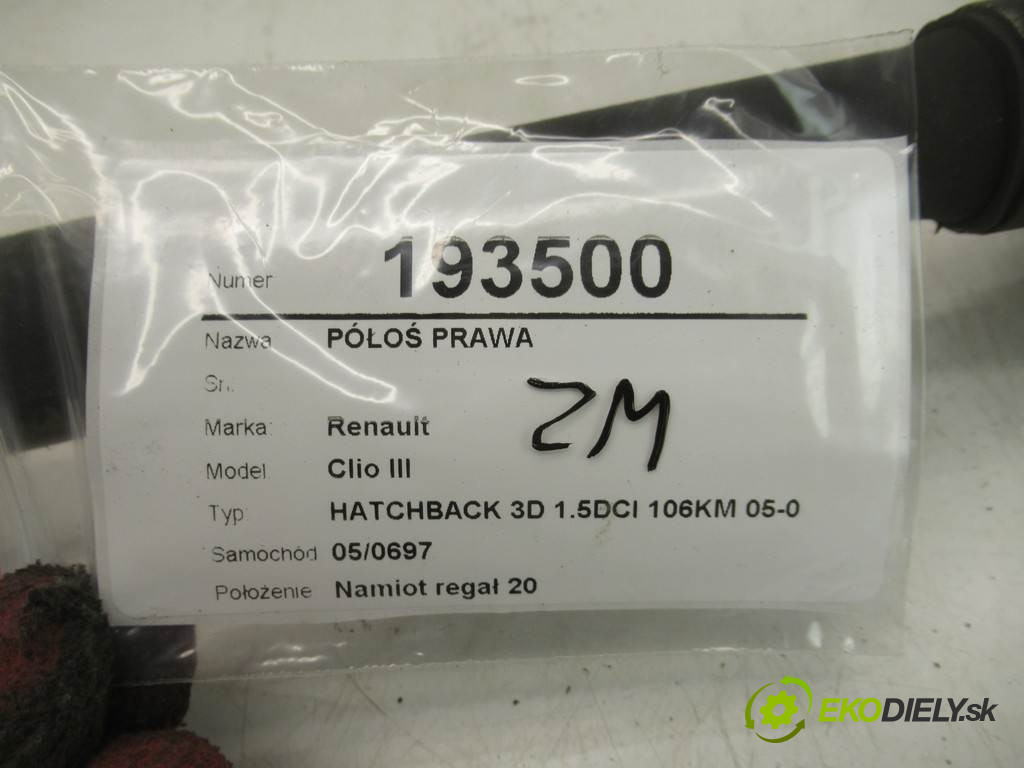 Numer 193500
Nazwa PÓŁOŚ PRAWA
Sn.
Marka: Renault
ZM
Model Clio III
Typ HATCHBACK 3D 1.5DCI 106KM 05-0
Samochód 05/0697
Położenie Namiot regał 20
EKODIELY.sk